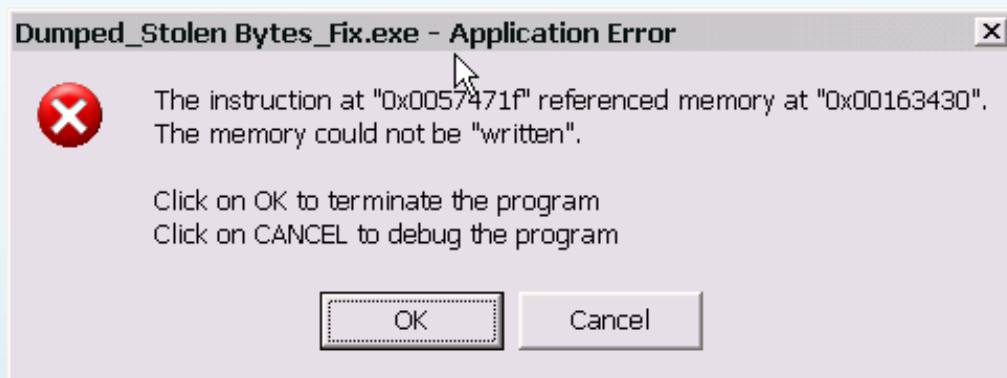 Dumped_Stolen Bytes_Fix.exe - Application Error
The instruction at "0x0057471f" referenced memory at "0x00163430".
The memory could not be "written".
Click on OK to terminate the program
Click on CANCEL to debug the program
OK Cancel